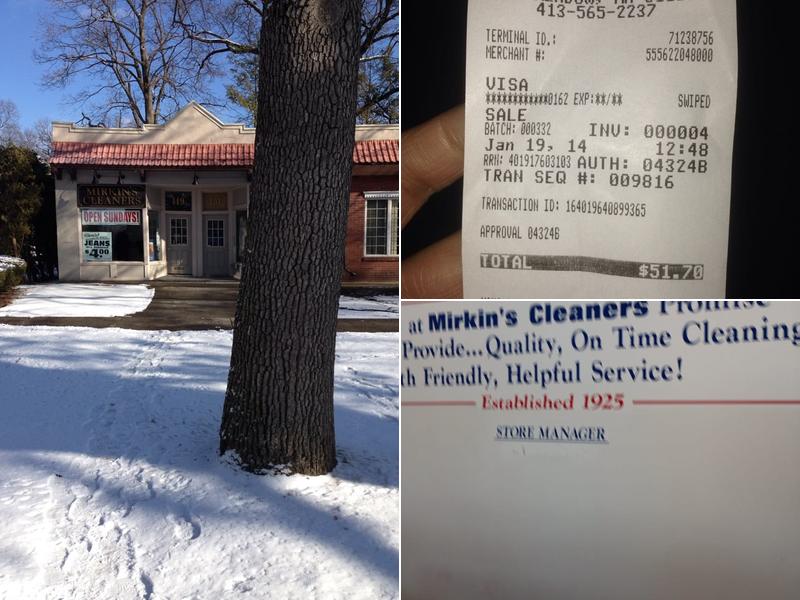 MIRKIN'S
CLEANERS
OPEN SUNDAYS!
JEANS
$4.00
413-565-2237
TERMINAL ID.: 71238756
MERCHANT #: 555622048000
VISA
************0162 EXP:**/** SWIPED
SALE
BATCH: 000332 INV: 000004
Jan 19, 14 12:48
RRN: 401917603103 AUTH: 04324B
TRAN SEQ #: 009816
TRANSACTION ID: 164019640899365
APPROVAL 04324B
TOTAL $51.70
at Mirkin's Cleaners Promise
Provide...Quality, On Time Cleaning
th Friendly, Helpful Service!
Established 1925
STORE MANAGER